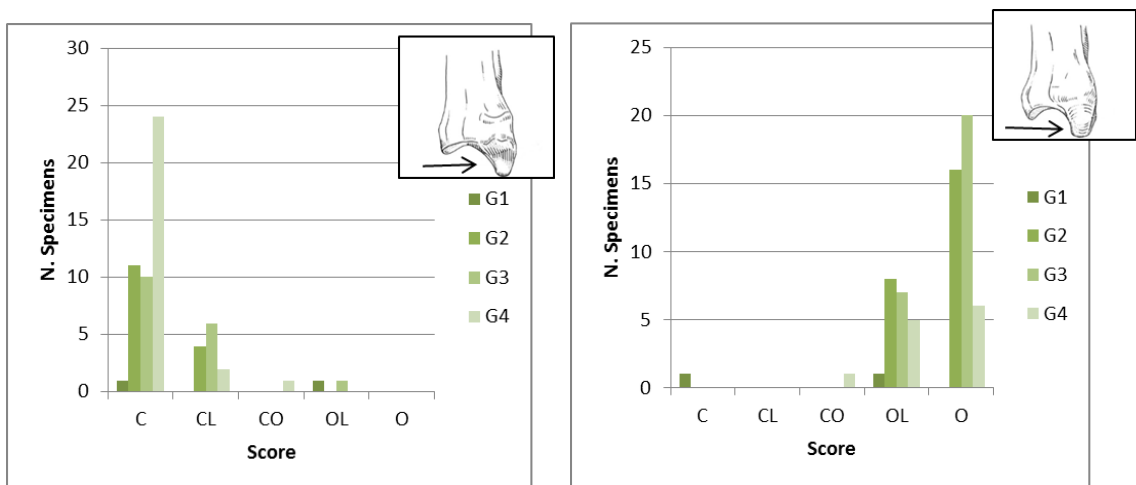 30
25
20
15
10
5
0
N. Specimens
C CL CO OL O
Score
G1
G2
G3
G4
25
20
15
10
5
0
N. Specimens
C CL CO OL O
Score
G1
G2
G3
G4